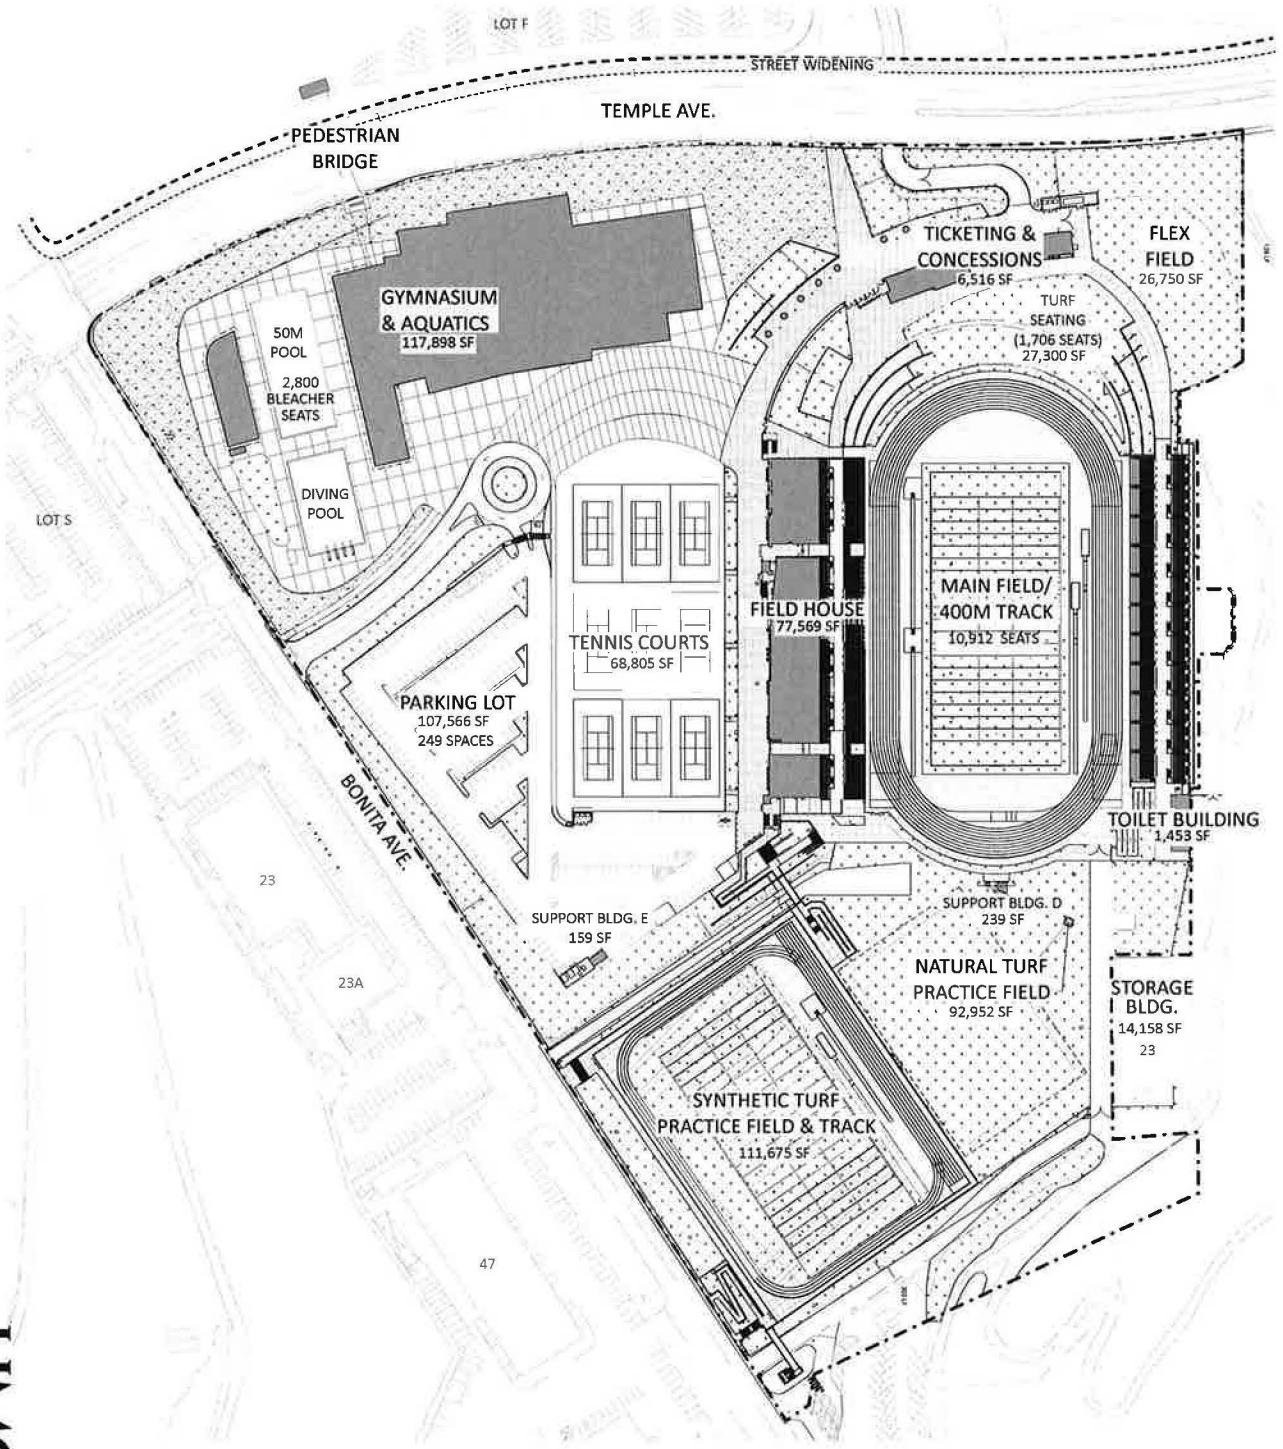 LOT F
STREET WIDENING
TEMPLE AVE.
PEDESTRIAN
BRIDGE
TICKETING &
CONCESSIONS
6,516 SF
FLEX
FIELD
26,750 SF
GYMNASIUM
& AQUATICS
117,898 SF
TURF
SEATING
(1,706 SEATS)
27,300 SF
50M
POOL
2,800
BLEACHER
SEATS
DIVING
POOL
LOT S
MAIN FIELD/
400M TRACK
10,912 SEATS
FIELD HOUSE
77,569 SF
TENNIS COURTS
68,805 SF
PARKING LOT
107,566 SF
249 SPACES
BONITA AVE.
TOILET BUILDING
1,453 SF
23
SUPPORT BLDG. E
159 SF
SUPPORT BLDG. D
239 SF
23A
NATURAL TURF
PRACTICE FIELD
92,952 SF
STORAGE
BLDG.
14,158 SF
23
SYNTHETIC TURF
PRACTICE FIELD & TRACK
111,675 SF
47